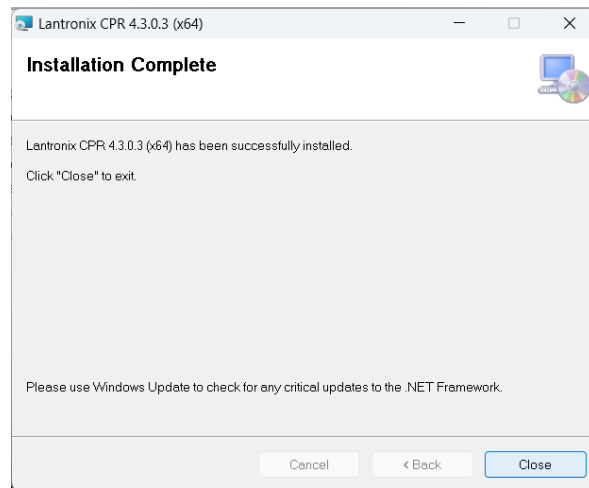 Lantronix CPR 4.3.0.3 (x64)
Installation Complete
Lantronix CPR 4.3.0.3 (x64) has been successfully installed.
Click "Close" to exit.
Please use Windows Update to check for any critical updates to the .NET Framework.
Cancel
< Back
Close